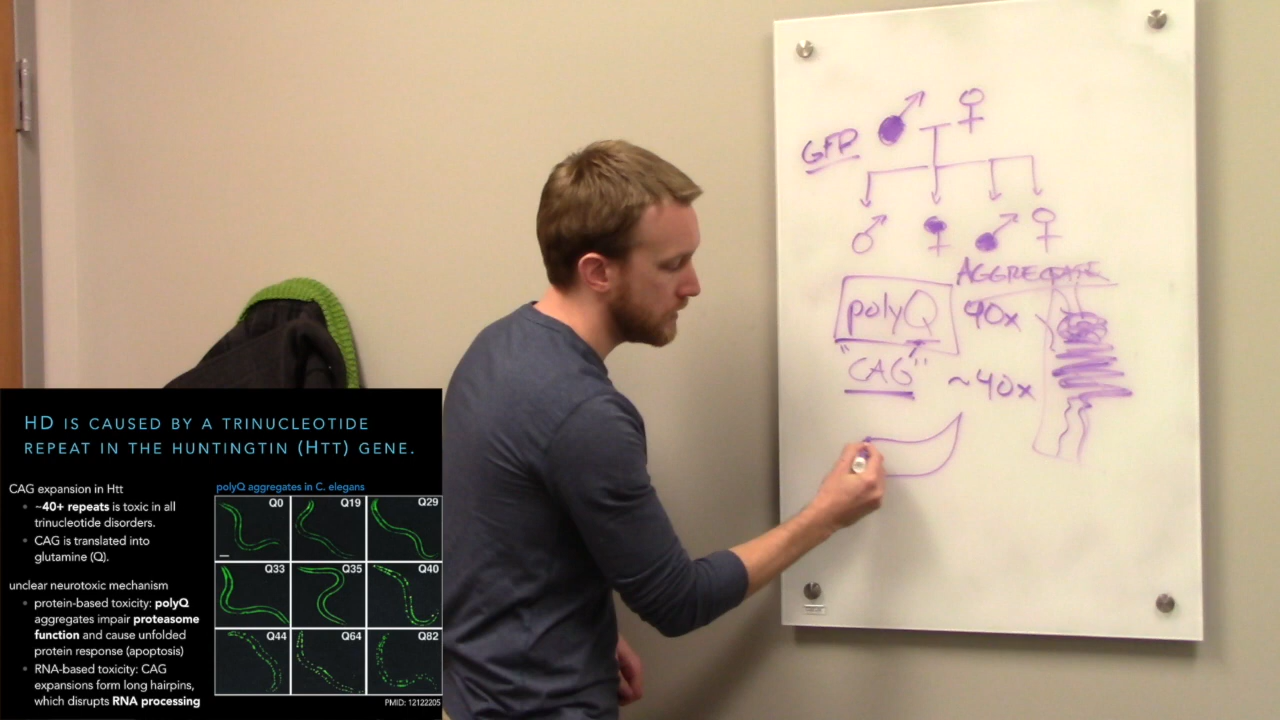 GFP
AGGREGATE
polyQ 40x
"CAG" ~40x
HD IS CAUSED BY A TRINUCLEOTIDE
REPEAT IN THE HUNTINGTIN (HTT) GENE.
CAG expansion in Htt
• ~40+ repeats is toxic in all
trinucleotide disorders.
• CAG is translated into
glutamine (Q).
unclear neurotoxic mechanism
• protein-based toxicity: polyQ
aggregates impair proteasome
function and cause unfolded
protein response (apoptosis)
• RNA-based toxicity: CAG
expansions form long hairpins,
which disrupts RNA processing
polyQ aggregates in C. elegans
Q0 Q19 Q29
Q33 Q35 Q40
Q44 Q64 Q82
PMID: 12122205